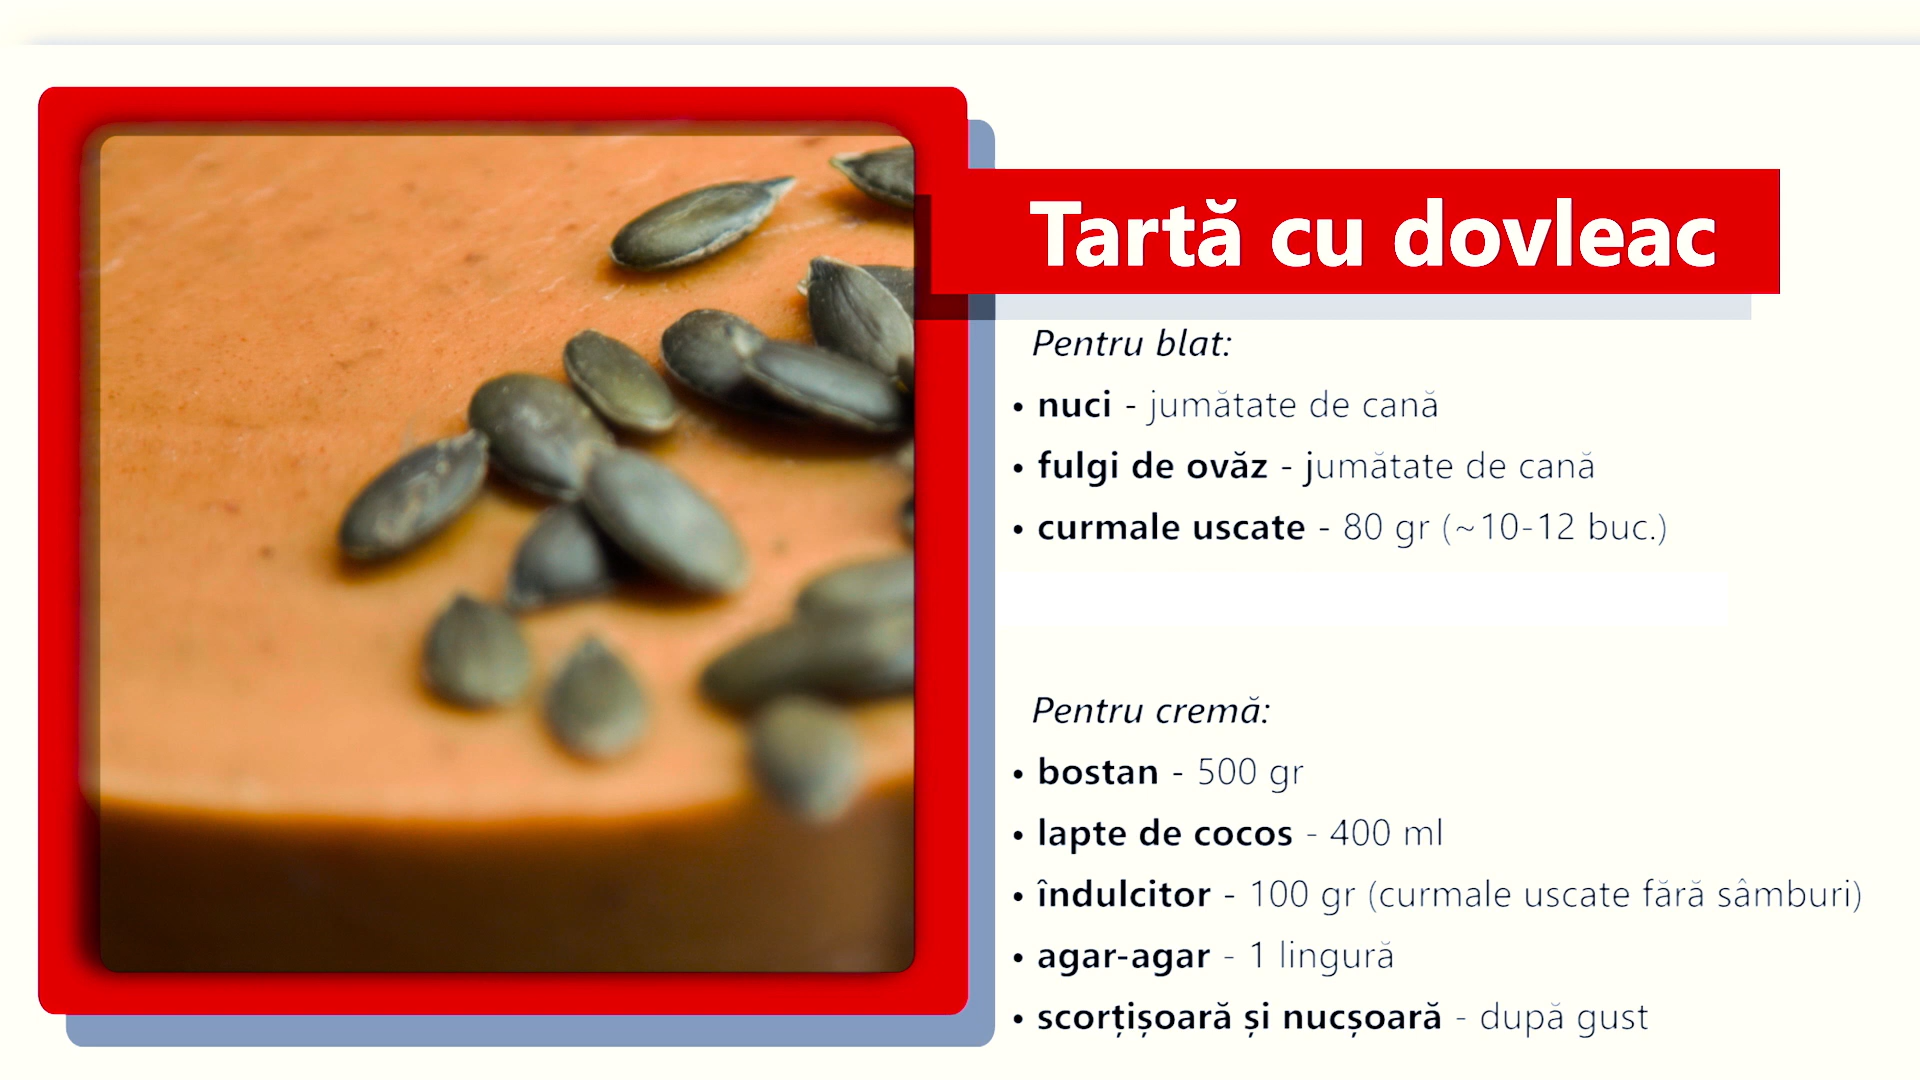 Tartă cu dovleac
Pentru blat:
• nuci - jumătate de cană
• fulgi de ovăz - jumătate de cană
• curmale uscate - 80 gr (~10-12 buc.)
Pentru cremă:
• bostan - 500 gr
• lapte de cocos - 400 ml
• îndulcitor - 100 gr (curmale uscate fără sâmburi)
• agar-agar - 1 lingură
• scorțișoară și nucșoară - după gust